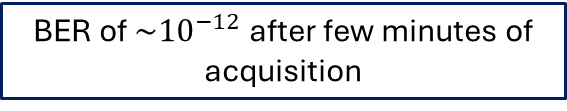 BER of ~10⁻¹² after few minutes of
acquisition